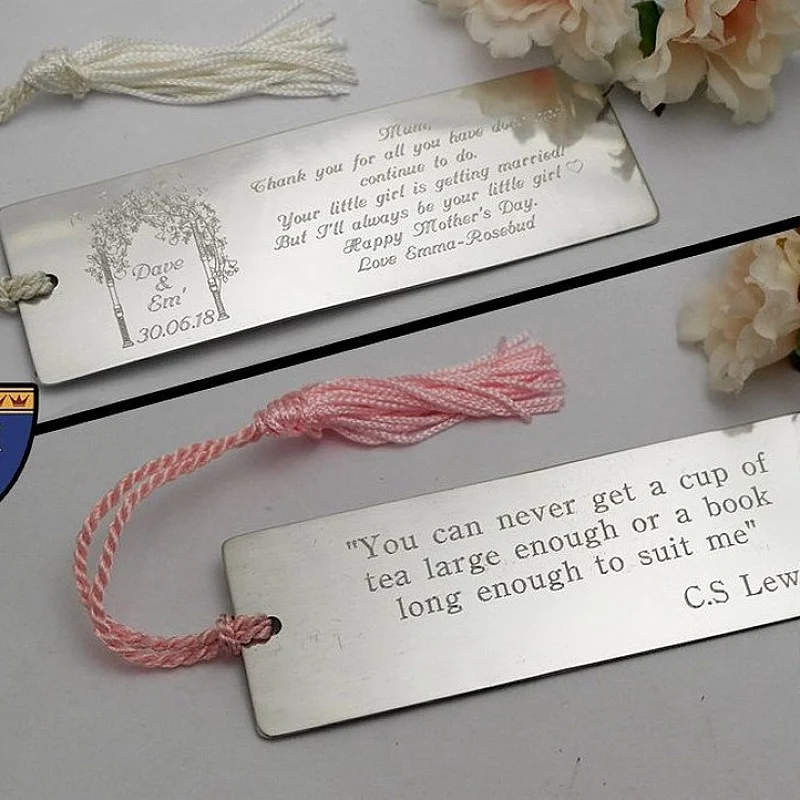 Mum,
Thank you for all you have done and
continue to do.
Your little girl is getting married!
But I'll always be your little girl ♡
Happy Mother's Day.
Love Emma-Rosebud
Dave
&
Em'
30.06.18
"You can never get a cup of
tea large enough or a book
long enough to suit me"
C.S Lew